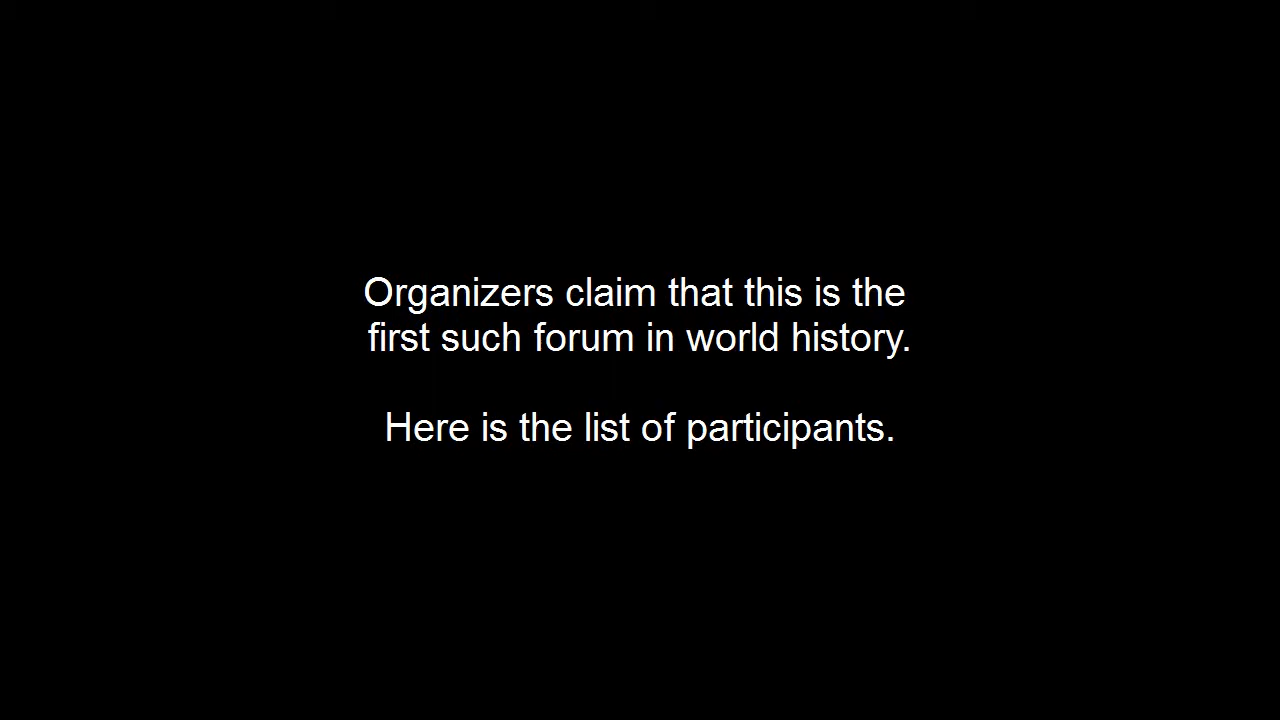 Organizers claim that this is the
first such forum in world history.
Here is the list of participants.